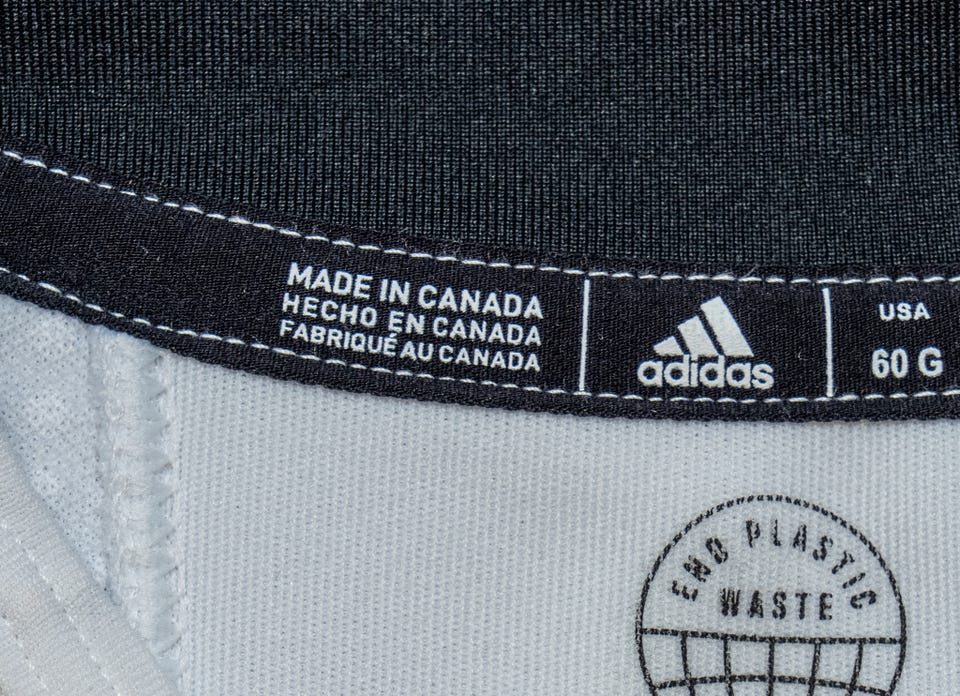 MADE IN CANADA
HECHO EN CANADA
FABRIQUÉ AU CANADA
adidas
USA
60 G
END PLASTIC
WASTE